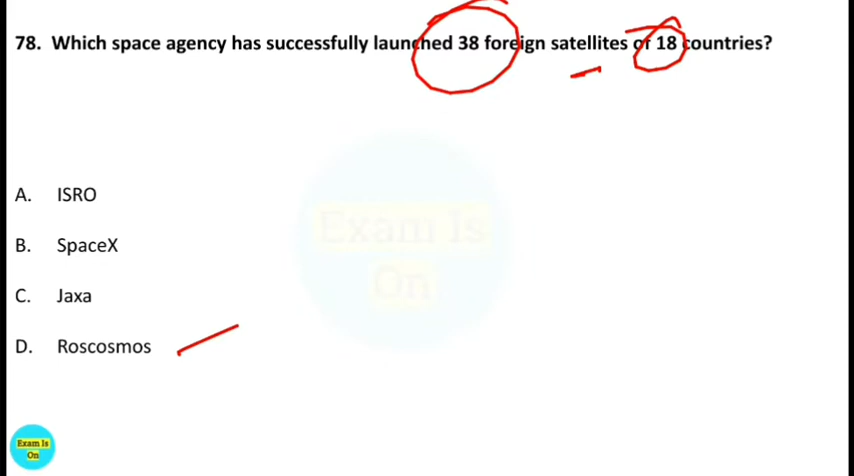 78. Which space agency has successfully launched 38 foreign satellites of 18 countries?
Exam Is
On
A. ISRO
B. SpaceX
C. Jaxa
D. Roscosmos
Exam Is
On